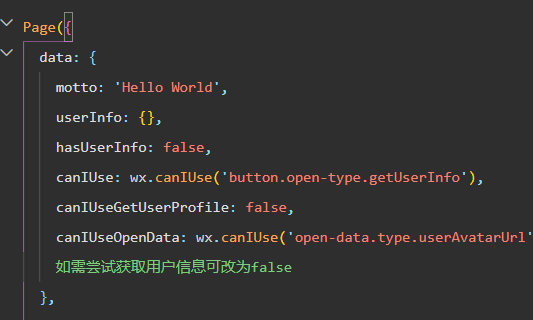 Page({
data: {
motto: 'Hello World',
userInfo: {},
hasUserInfo: false,
canIUse: wx.canIUse('button.open-type.getUserInfo'),
canIUseGetUserProfile: false,
canIUseOpenData: wx.canIUse('open-data.type.userAvatarUrl'
如需尝试获取用户信息可改为false
},